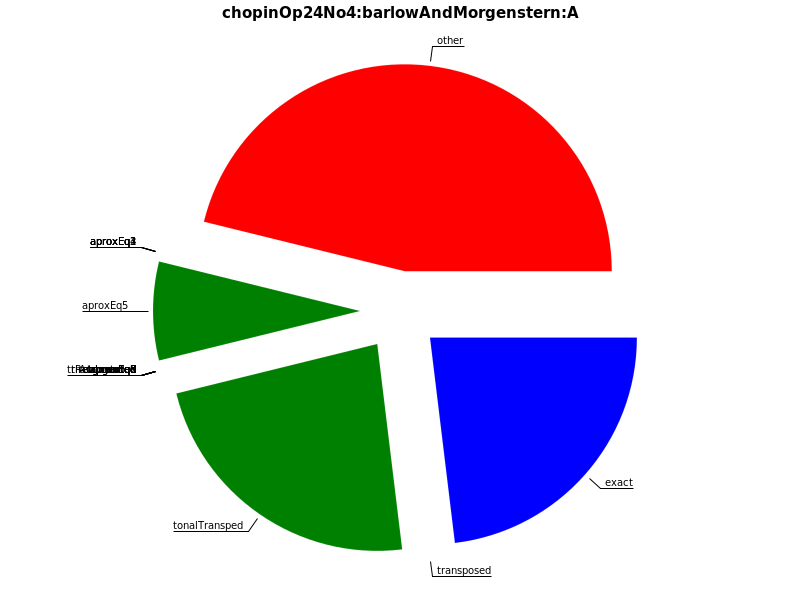 chopinOp24No4:barlowAndMorgenstern:A
other
aproxEq5
exact
tonalTransped
transposed